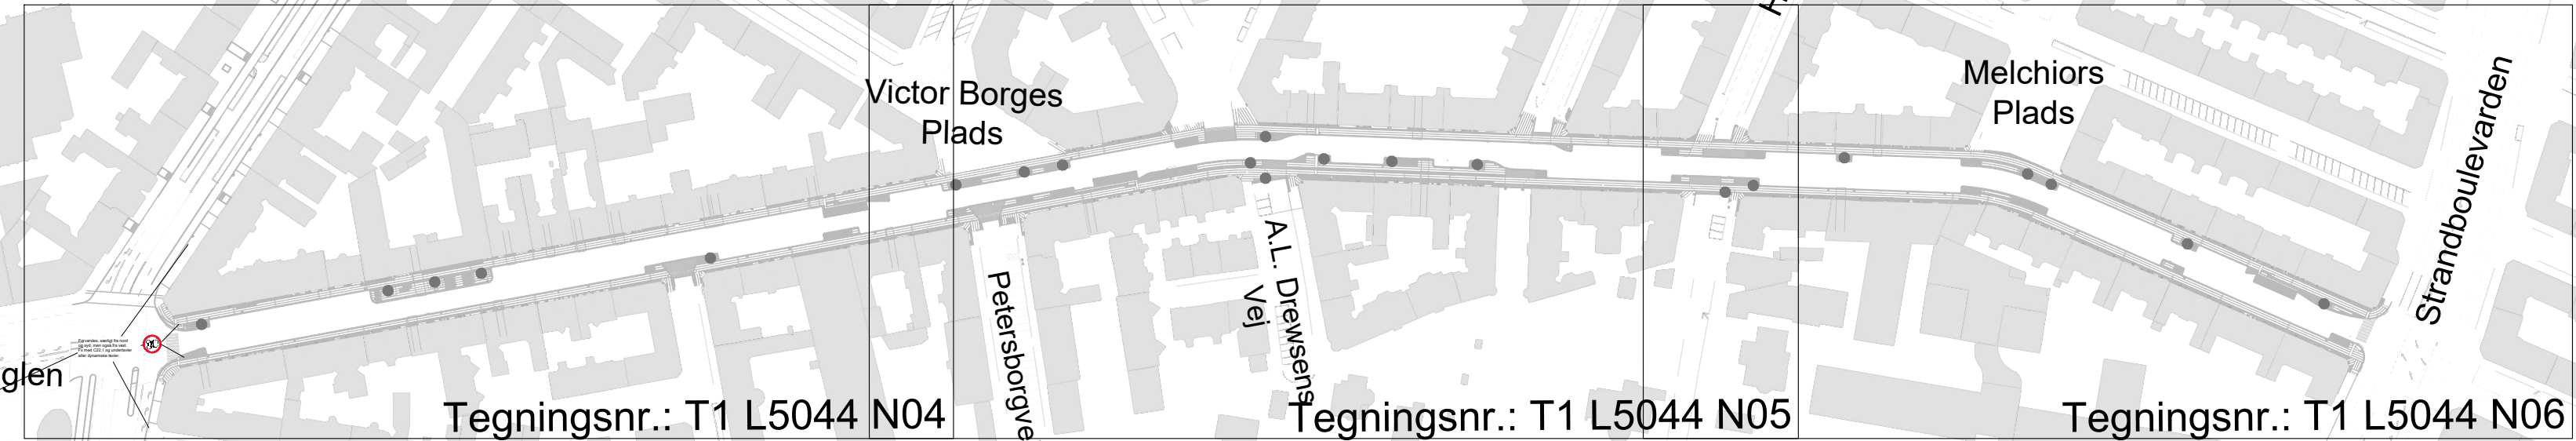 Victor Borges
Plads
Melchiors
Plads
Strandboulevarden
A.L. Drewsens
Vej
Petersborgve
glen
Tegningsnr.: T1 L5044 N04
Tegningsnr.: T1 L5044 N05
Tegningsnr.: T1 L5044 N06